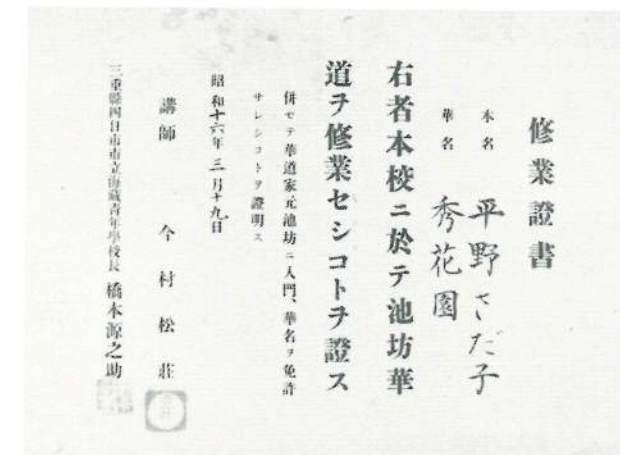 修業證書
本名 平野さだ子
華名 秀花園
右者本校ニ於テ池坊華
道ヲ修業セシコトヲ證ス
併セテ華道家元池坊ニ入門、華名ヲ免許
サレシコトヲ證明ス
昭和十六年三月十九日
講師 今村松莊
三重縣四日市市立海藏青年學校長 橋本源之助